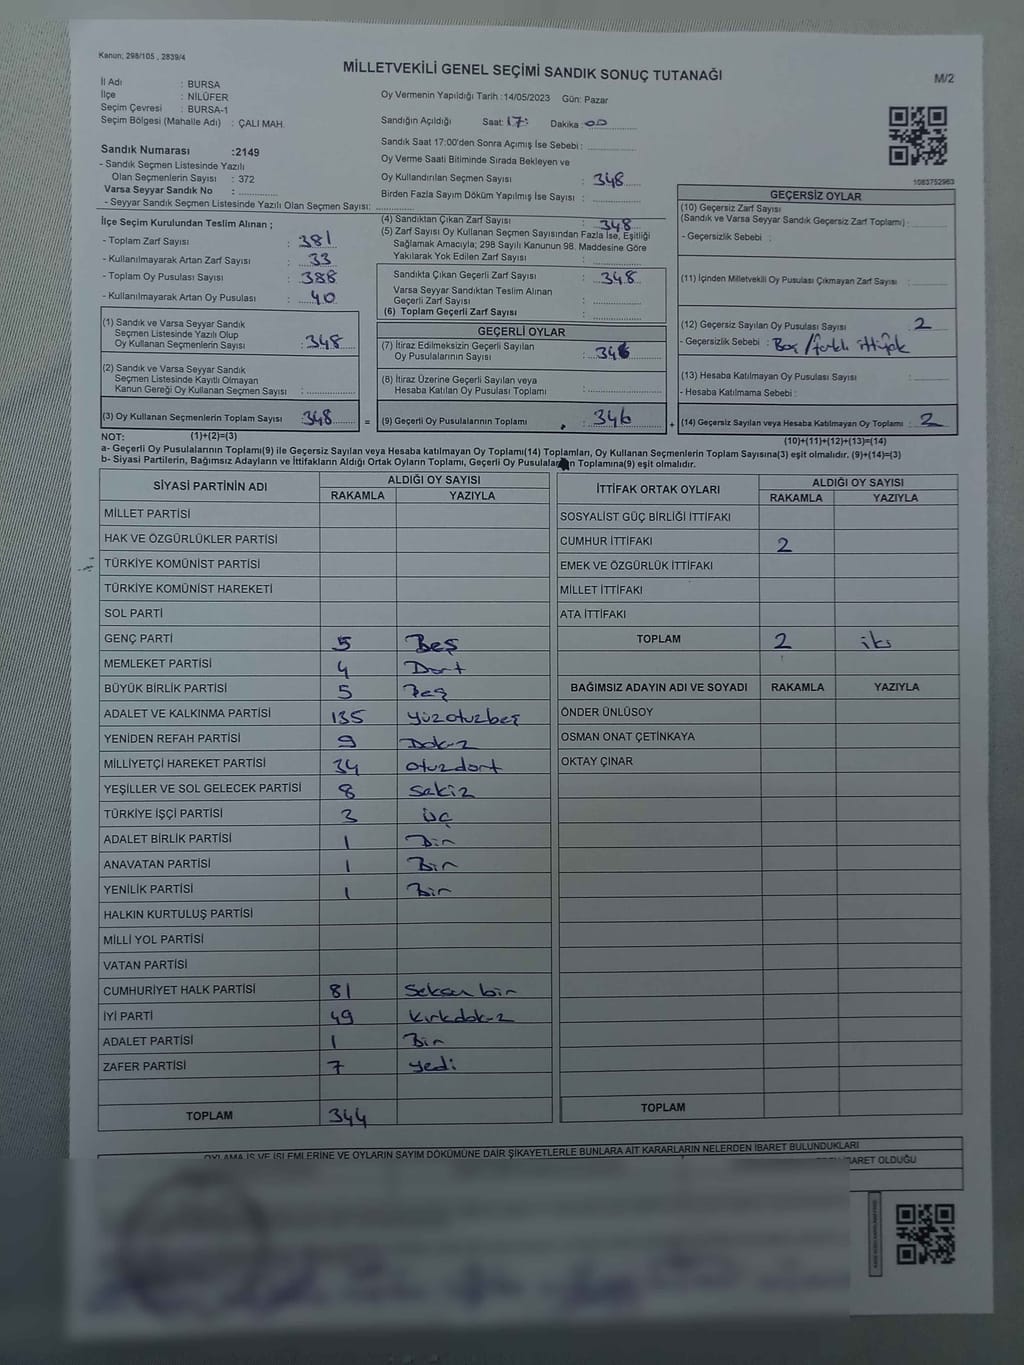 Kanun; 298/105 , 2839/4
MİLLETVEKİLİ GENEL SEÇİMİ SANDIK SONUÇ TUTANAĞI
M/2
İl Adı : BURSA
İlçe : NİLÜFER
Seçim Çevresi : BURSA-1
Seçim Bölgesi (Mahalle Adı) : ÇALI MAH.
Sandık Numarası :2149
- Sandık Seçmen Listesinde Yazılı
Olan Seçmenlerin Sayısı : 372
Varsa Seyyar Sandık No :
- Seyyar Sandık Seçmen Listesinde Yazılı Olan Seçmen Sayısı:
Oy Vermenin Yapıldığı Tarih :14/05/2023 Gün: Pazar
Sandığın Açıldığı Saat: 17: Dakika : 00
Sandık Saat 17:00'den Sonra Açımış İse Sebebi :
Oy Verme Saati Bitiminde Sırada Bekleyen ve
Oy Kullandırılan Seçmen Sayısı : 348
Birden Fazla Sayım Döküm Yapılmış İse Sayısı :
1083752963
İlçe Seçim Kurulundan Teslim Alınan ;
- Toplam Zarf Sayısı : 381
- Kullanılmayarak Artan Zarf Sayısı : 33
- Toplam Oy Pusulası Sayısı : 388
- Kullanılmayarak Artan Oy Pusulası : 40
(4) Sandıktan Çıkan Zarf Sayısı : 348
(5) Zarf Sayısı Oy Kullanan Seçmen Sayısından Fazla İse, Eşitliği
Sağlamak Amacıyla; 298 Sayılı Kanunun 98. Maddesine Göre
Yakılarak Yok Edilen Zarf Sayısı :
Sandıkta Çıkan Geçerli Zarf Sayısı : 348
Varsa Seyyar Sandıktan Teslim Alınan
Geçerli Zarf Sayısı :
(6) Toplam Geçerli Zarf Sayısı :
GEÇERSİZ OYLAR
(10) Geçersiz Zarf Sayısı
(Sandık ve Varsa Seyyar Sandık Geçersiz Zarf Toplamı) :
- Geçersizlik Sebebi :
(11) İçinden Milletvekili Oy Pusulası Çıkmayan Zarf Sayısı :
(12) Geçersiz Sayılan Oy Pusulası Sayısı : 2
- Geçersizlik Sebebi : Boş / farklı ittifak
(13) Hesaba Katılmayan Oy Pusulası Sayısı :
- Hesaba Katılmama Sebebi :
(14) Geçersiz Sayılan veya Hesaba Katılmayan Oy Toplamı : 2
(10)+(11)+(12)+(13)=(14)
(1) Sandık ve Varsa Seyyar Sandık
Seçmen Listesinde Yazılı Olup
Oy Kullanan Seçmenlerin Sayısı : 348
(2) Sandık ve Varsa Seyyar Sandık
Seçmen Listesinde Kayıtlı Olmayan
Kanun Gereği Oy Kullanan Seçmen Sayısı :
(3) Oy Kullanan Seçmenlerin Toplam Sayısı : 348
=
GEÇERLİ OYLAR
(7) İtiraz Edilmeksizin Geçerli Sayılan
Oy Pusulalarının Sayısı : 346
(8) İtiraz Üzerine Geçerli Sayılan veya
Hesaba Katılan Oy Pusulası Toplamı :
(9) Geçerli Oy Pusulalarının Toplamı : 346
+
NOT: (1)+(2)=(3)
a- Geçerli Oy Pusulalarının Toplamı(9) ile Geçersiz Sayılan veya Hesaba katılmayan Oy Toplamı(14) Toplamları, Oy Kullanan Seçmenlerin Toplam Sayısına(3) eşit olmalıdır. (9)+(14)=(3)
b- Siyasi Partilerin, Bağımsız Adayların ve İttifakların Aldığı Ortak Oyların Toplamı, Geçerli Oy Pusulalarının Toplamına(9) eşit olmalıdır.
SİYASİ PARTİNİN ADI ALDIĞI OY SAYISI
RAKAMLA YAZIYLA
MİLLET PARTİSİ
HAK VE ÖZGÜRLÜKLER PARTİSİ
TÜRKİYE KOMÜNİST PARTİSİ
TÜRKİYE KOMÜNİST HAREKETİ
SOL PARTİ
GENÇ PARTİ 5 Beş
MEMLEKET PARTİSİ 4 Dört
BÜYÜK BİRLİK PARTİSİ 5 Beş
ADALET VE KALKINMA PARTİSİ 135 yüzotuzbeş
YENİDEN REFAH PARTİSİ 9 Dokuz
MİLLİYETÇİ HAREKET PARTİSİ 34 otuzdört
YEŞİLLER VE SOL GELECEK PARTİSİ 8 sekiz
TÜRKİYE İŞÇİ PARTİSİ 3 üç
ADALET BİRLİK PARTİSİ 1 Bir
ANAVATAN PARTİSİ 1 Bir
YENİLİK PARTİSİ 1 Bir
HALKIN KURTULUŞ PARTİSİ
MİLLİ YOL PARTİSİ
VATAN PARTİSİ
CUMHURİYET HALK PARTİSİ 81 Seksen bir
İYİ PARTİ 49 kırkdokuz
ADALET PARTİSİ 1 Bir
ZAFER PARTİSİ 7 yedi
TOPLAM 344
İTTİFAK ORTAK OYLARI ALDIĞI OY SAYISI
RAKAMLA YAZIYLA
SOSYALİST GÜÇ BİRLİĞİ İTTİFAKI
CUMHUR İTTİFAKI 2
EMEK VE ÖZGÜRLÜK İTTİFAKI
MİLLET İTTİFAKI
ATA İTTİFAKI
TOPLAM 2 iki
BAĞIMSIZ ADAYIN ADI VE SOYADI RAKAMLA YAZIYLA
ÖNDER ÜNLÜSOY
OSMAN ONAT ÇETİNKAYA
OKTAY ÇINAR
TOPLAM
OYLAMA İŞ VE İŞLEMLERİNE VE OYLARIN SAYIM DÖKÜMÜNE DAİR ŞİKAYETLERLE BUNLARA AİT KARARLARIN NELERDEN İBARET BULUNDUKLARI
İBARET OLDUĞU